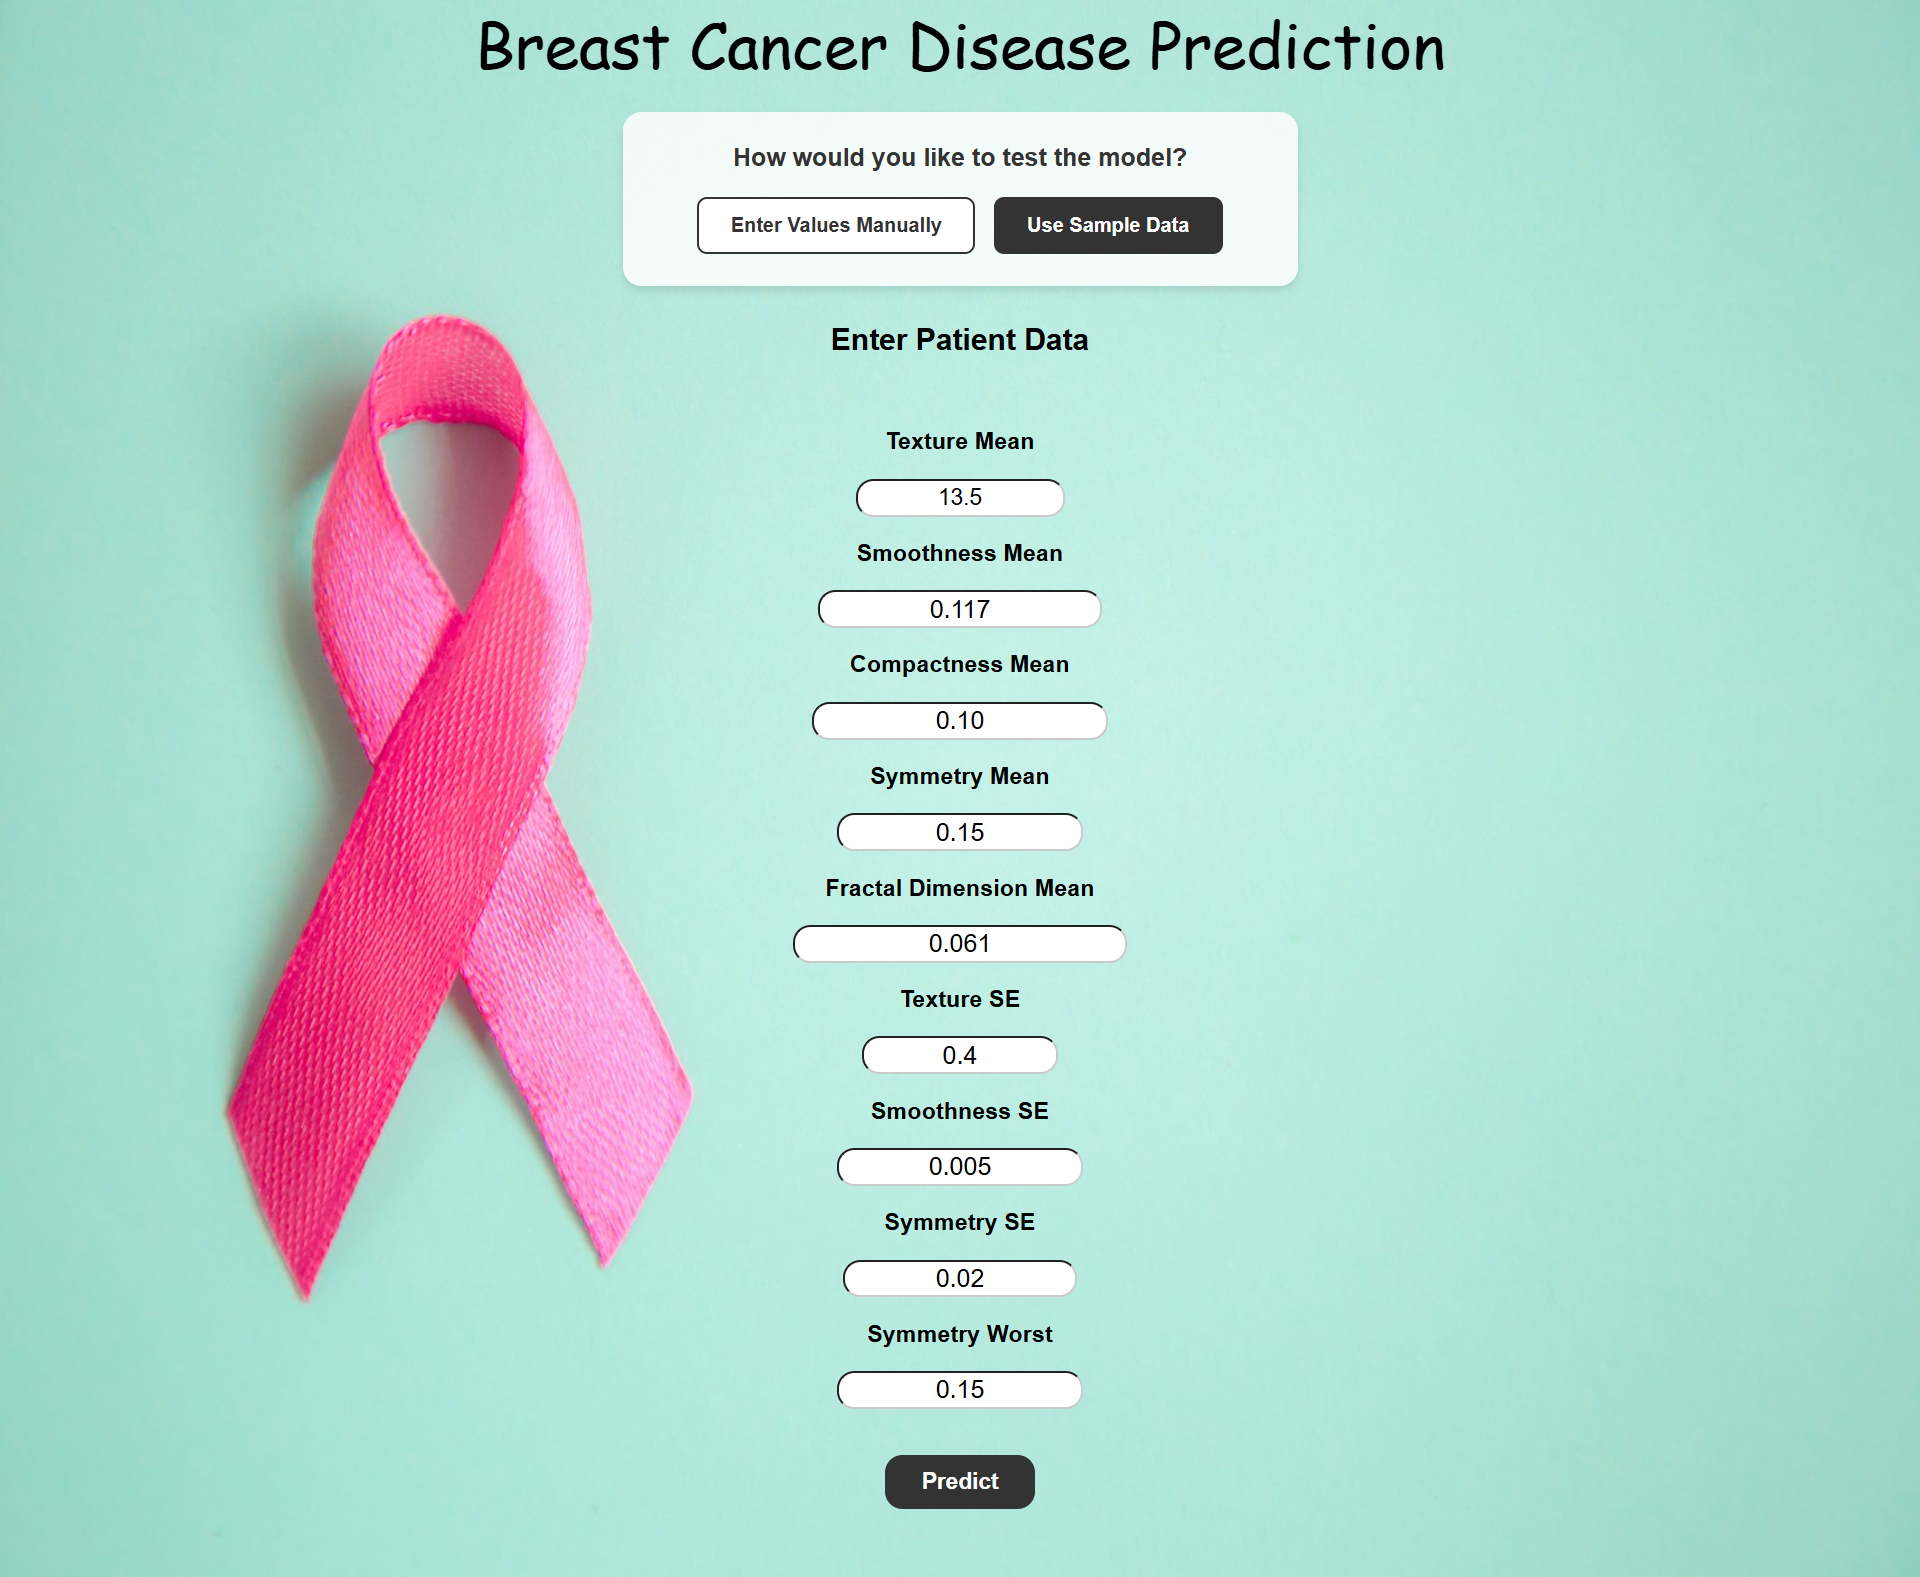 Breast Cancer Disease Prediction
How would you like to test the model?
Enter Values Manually
Use Sample Data
Enter Patient Data
Texture Mean
13.5
Smoothness Mean
0.117
Compactness Mean
0.10
Symmetry Mean
0.15
Fractal Dimension Mean
0.061
Texture SE
0.4
Smoothness SE
0.005
Symmetry SE
0.02
Symmetry Worst
0.15
Predict